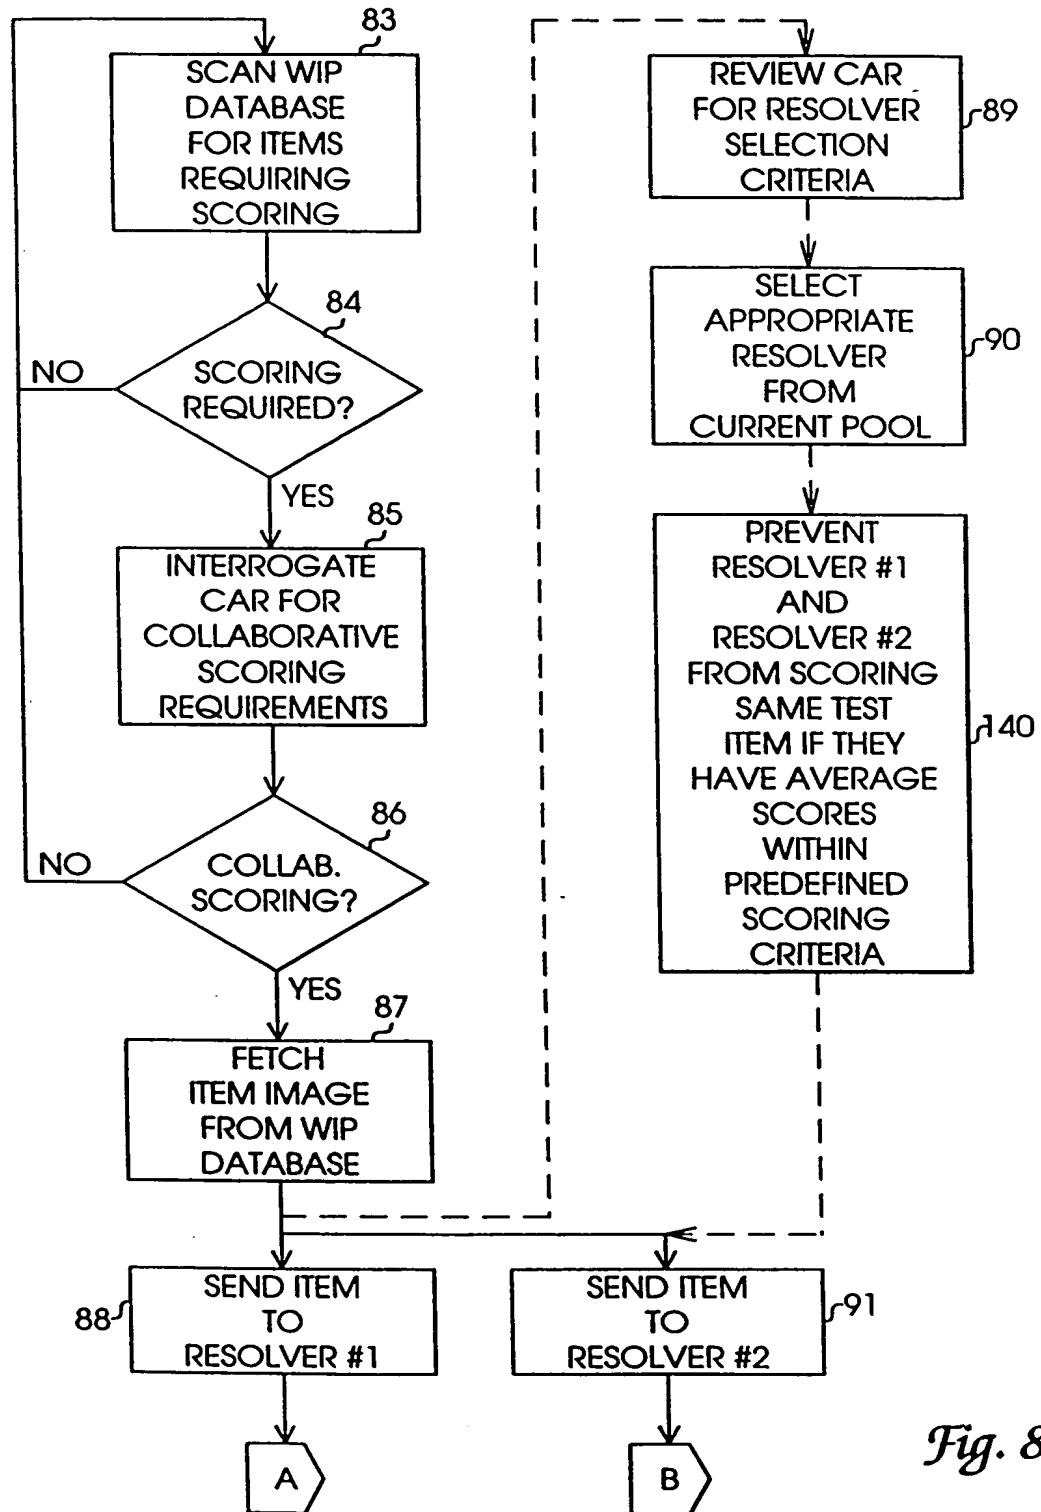 83
SCAN WIP
DATABASE
FOR ITEMS
REQUIRING
SCORING
84
SCORING
REQUIRED?
NO
YES
85
INTERROGATE
CAR FOR
COLLABORATIVE
SCORING
REQUIREMENTS
86
COLLAB.
SCORING?
NO
YES
87
FETCH
ITEM IMAGE
FROM WIP
DATABASE
88
SEND ITEM
TO
RESOLVER #1
A
REVIEW CAR
FOR RESOLVER
SELECTION
CRITERIA
89
SELECT
APPROPRIATE
RESOLVER
FROM
CURRENT POOL
90
PREVENT
RESOLVER #1
AND
RESOLVER #2
FROM SCORING
SAME TEST
ITEM IF THEY
HAVE AVERAGE
SCORES
WITHIN
PREDEFINED
SCORING
CRITERIA
140
SEND ITEM
TO
RESOLVER #2
91
B
Fig. 8